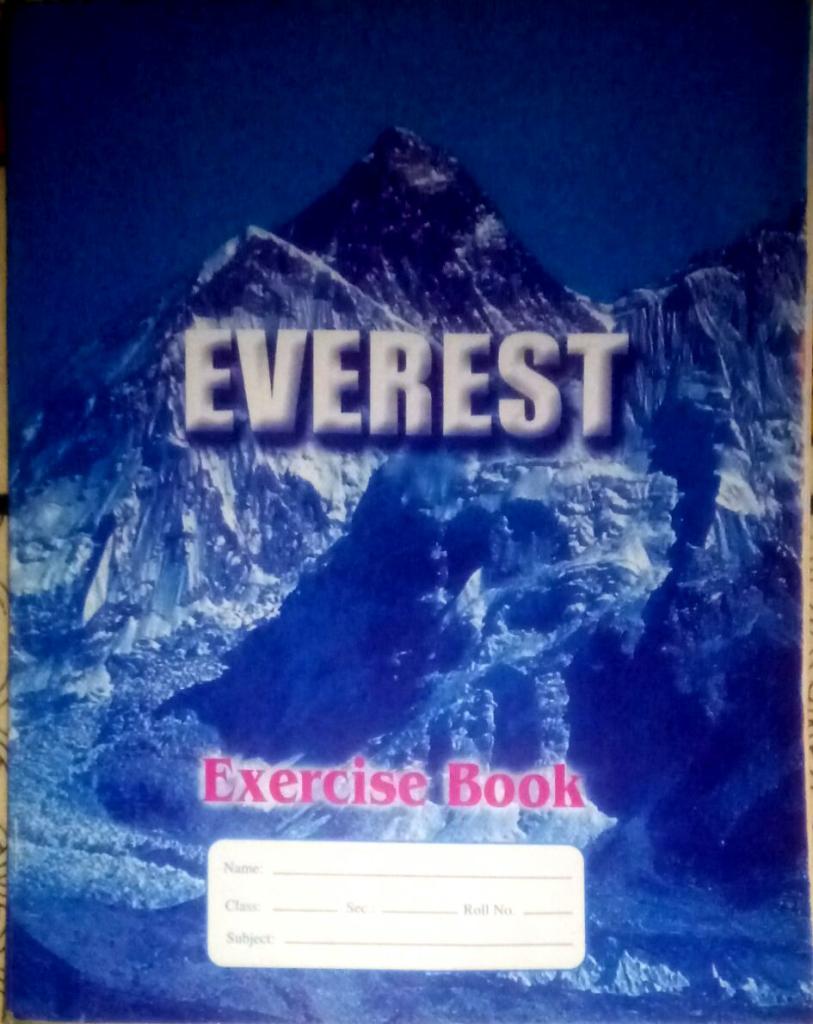 EVEREST
Exercise Book
Name:
Class: Sec.: Roll No.
Subject: